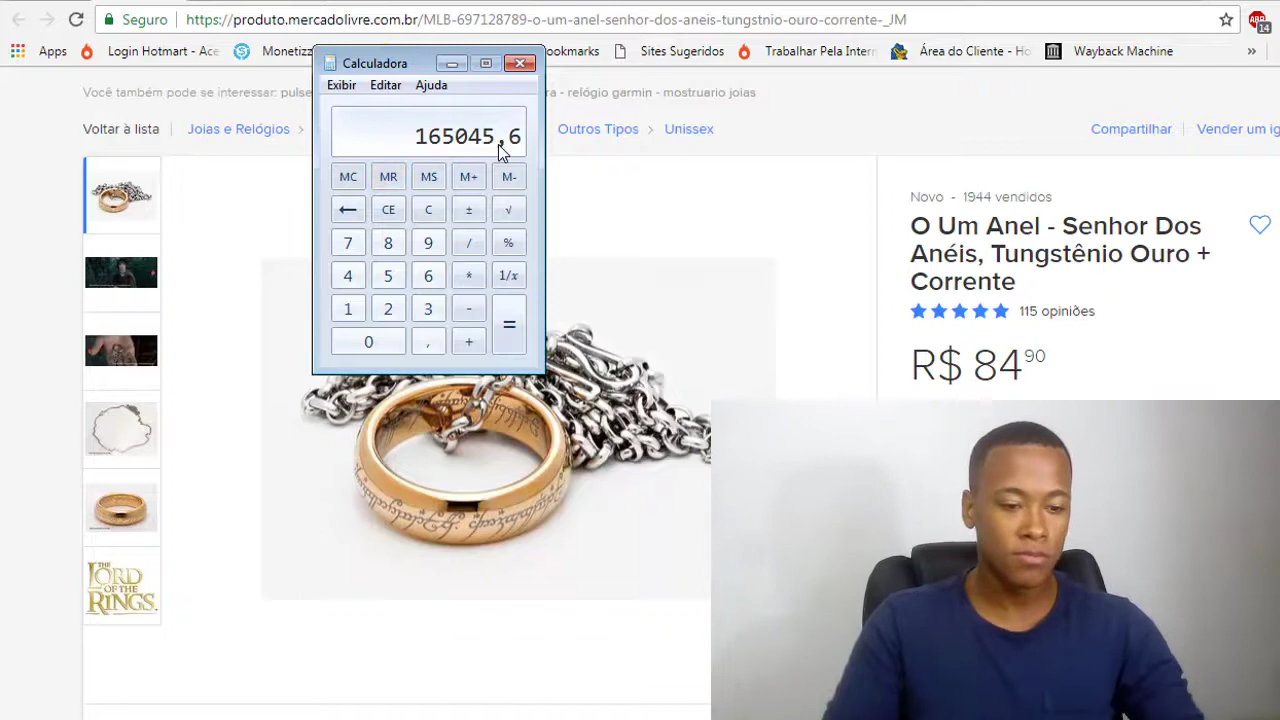 Seguro
https://produto.mercadolivre.com.br/MLB-697128789-o-um-anel-senhor-dos-aneis-tungstnio-ouro-corrente-_JM
ABP
14
Apps
Login Hotmart - Ace
Monetiz
ookmarks
Sites Sugeridos
Trabalhar Pela Intern
Área do Cliente - Ho
Wayback Machine
»
Calculadora
Exibir Editar Ajuda
165045,6
MC MR MS M+ M-
← CE C ± √
7 8 9 / %
4 5 6 * 1/x
1 2 3 - =
0 , +
Você também pode se interessar: pulse
ra - relógio garmin - mostruario joias
Voltar à lista
Joias e Relógios >
Outros Tipos > Unissex
Compartilhar
Vender um ig
Novo - 1944 vendidos
O Um Anel - Senhor Dos
Anéis, Tungstênio Ouro +
Corrente
115 opiniões
R$ 84 90
THE
LORD
OF THE
RINGS